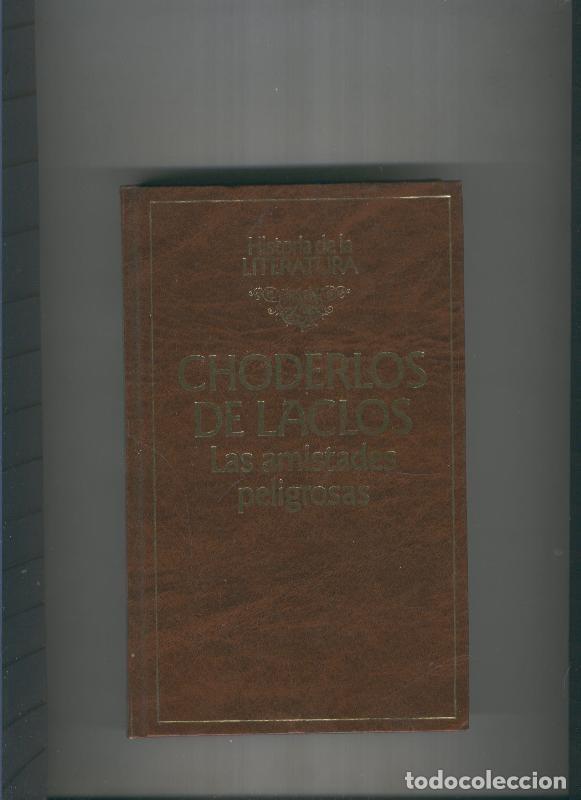 Historia de la
LITERATURA
CHODERLOS
DE LACLOS
Las amistades
peligrosas
todocoleccion